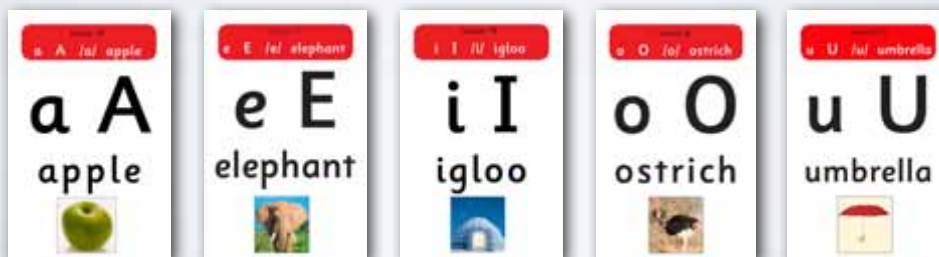 a A /a/ apple
a A
apple
e E /e/ elephant
e E
elephant
i I /i/ igloo
i I
igloo
o O /o/ ostrich
o O
ostrich
u U /u/ umbrella
u U
umbrella